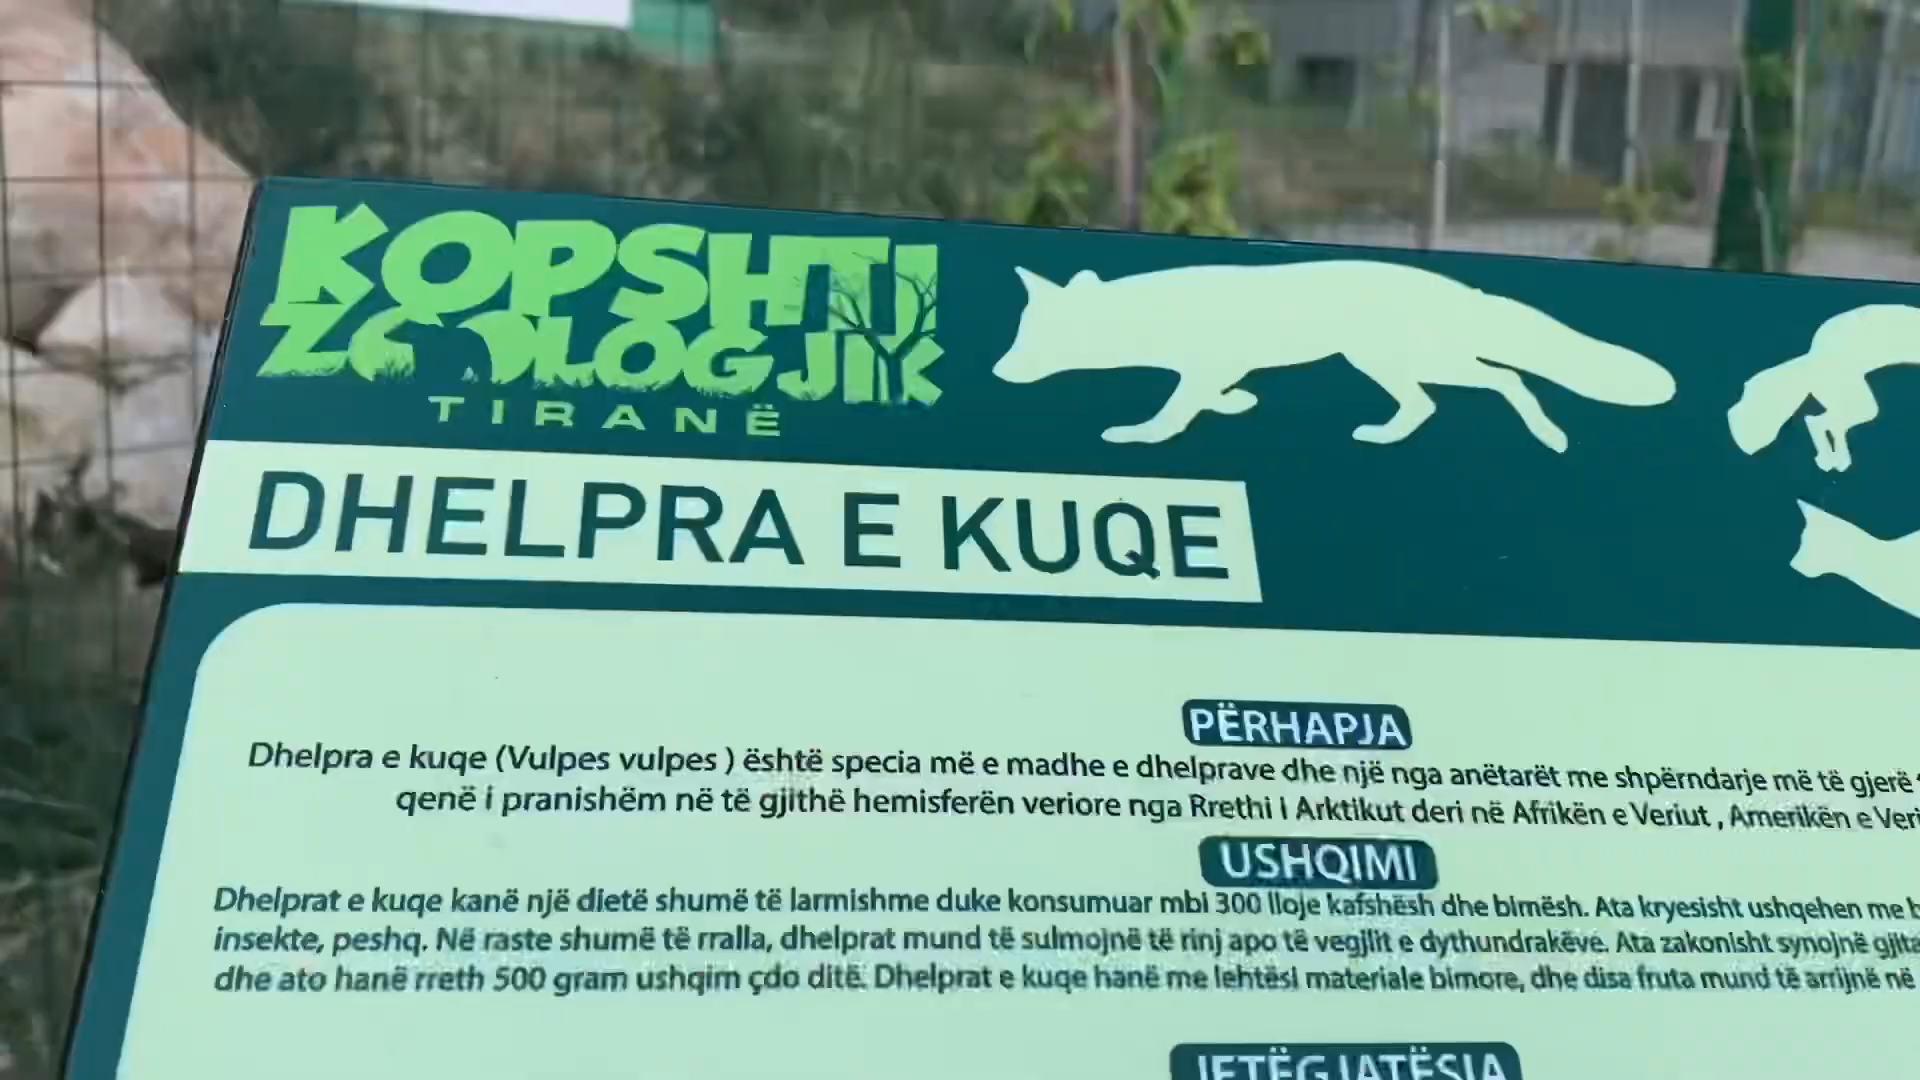 KOPSHTI
ZOOLOGJIK
TIRANË
DHELPRA E KUQE
PËRHAPJA
Dhelpra e kuqe (Vulpes vulpes ) është specia më e madhe e dhelprave dhe një nga anëtarët me shpërndarje më të gjerë
qenë i pranishëm në të gjithë hemisferën veriore nga Rrethi i Arktikut deri në Afrikën e Veriut , Amerikën e
USHQIMI
Dhelprat e kuqe kanë një dietë shumë të larmishme duke konsumuar mbi 300 lloje kafshësh dhe bimësh. Ata kryesisht ushqehen me
insekte, peshq. Në raste shumë të rralla, dhelprat mund të sulmojnë të rinj apo të vegjlit e dythundrakëve. Ata zakonisht synojnë
dhe ato hanë rreth 500 gram ushqim çdo ditë. Dhelprat e kuqe hanë me lehtësi materiale bimore, dhe disa fruta mund të arrijnë në
JETËGJATËSIA